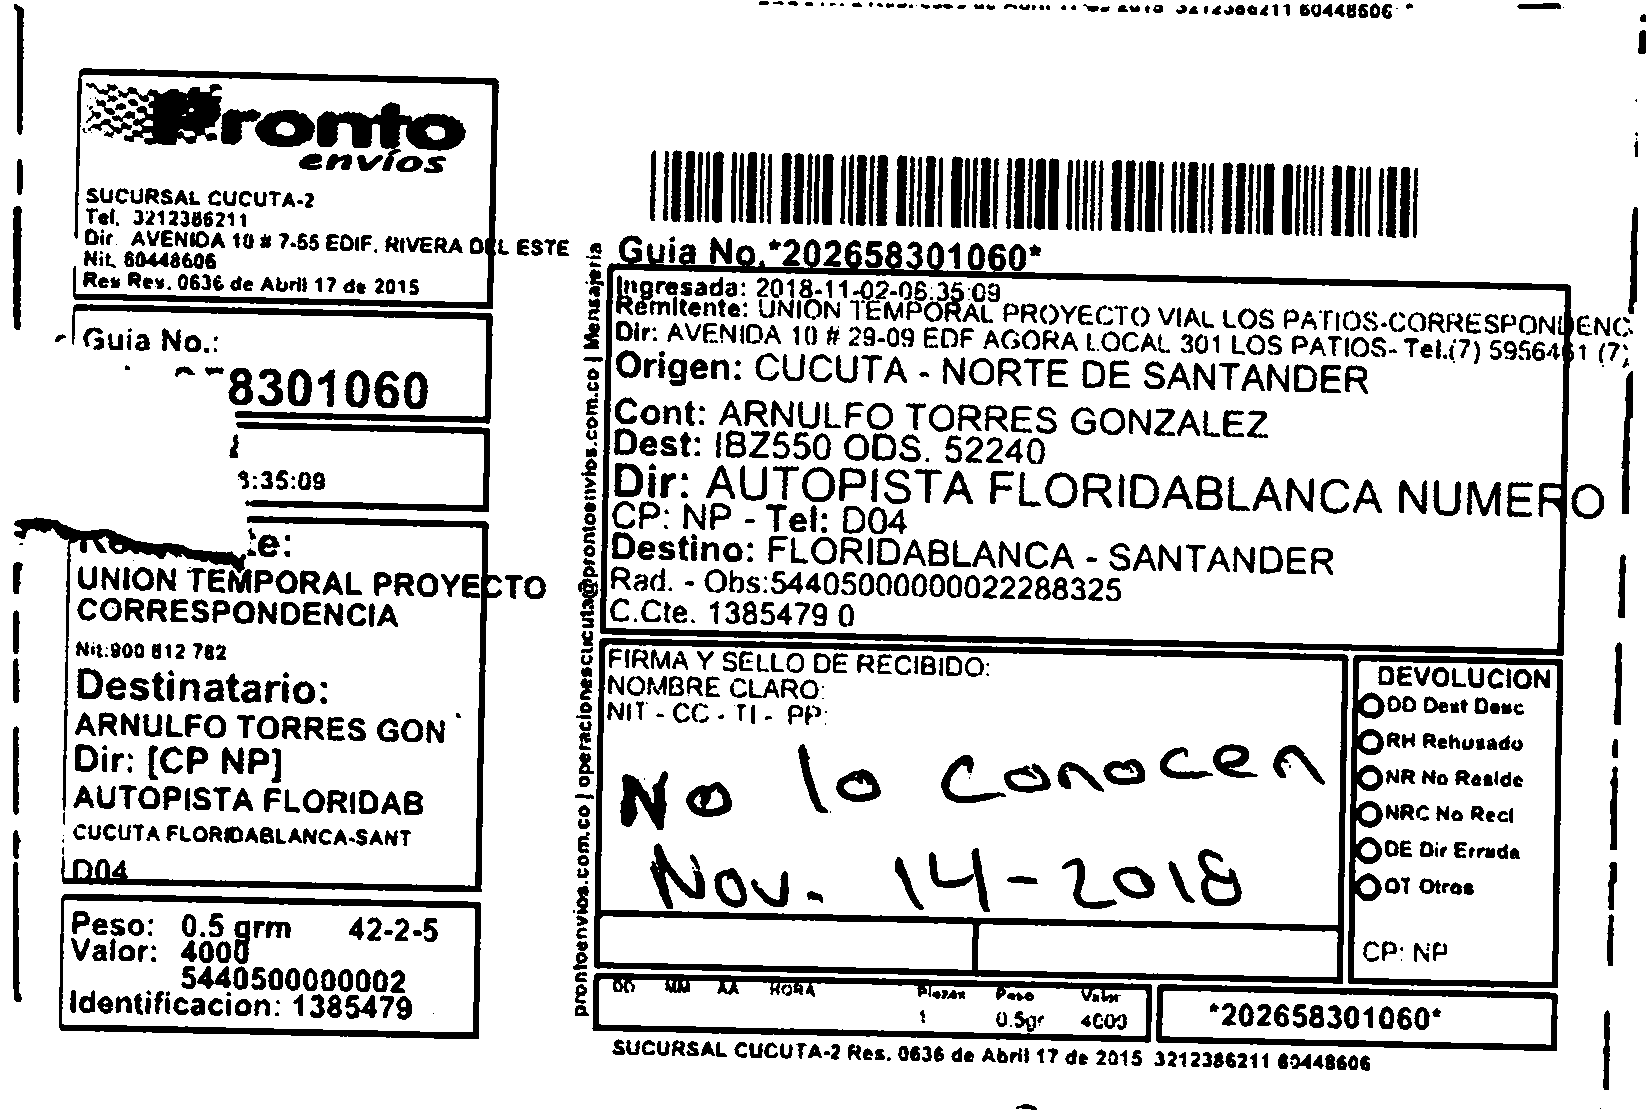 Pronto
envíos
SUCURSAL CUCUTA-2
Tel. 3212386211
Dir. AVENIDA 10 # 7-55 EDIF. RIVERA DEL ESTE
Nit. 60448606
Res Res. 0636 de Abril 17 de 2015
Guia No.:
8301060
:35:09
UNION TEMPORAL PROYECTO
CORRESPONDENCIA
Nit:900 812 782
Destinatario:
ARNULFO TORRES GON
Dir: [CP NP]
AUTOPISTA FLORIDAB
CUCUTA FLORIDABLANCA-SANT
D04
Peso: 0.5 grm 42-2-5
Valor: 4000
5440500000002
Identificacion: 1385479
prontoenvios.com.co | operacionescucuta@prontoenvios.com.co | Mensajeria
Guia No.*202658301060*
Ingresada: 2018-11-02-06:35:09
Remitente: UNION TEMPORAL PROYECTO VIAL LOS PATIOS-CORRESPONDENC
Dir: AVENIDA 10 # 29-09 EDF AGORA LOCAL 301 LOS PATIOS- Tel.(7) 5956461 (7)
Origen: CUCUTA - NORTE DE SANTANDER
Cont: ARNULFO TORRES GONZALEZ
Dest: IBZ550 ODS. 52240
Dir: AUTOPISTA FLORIDABLANCA NUMERO
CP: NP - Tel: D04
Destino: FLORIDABLANCA - SANTANDER
Rad. - Obs:54405000000022288325
C.Cte. 1385479 0
FIRMA Y SELLO DE RECIBIDO:
NOMBRE CLARO:
NIT - CC - TI - PP:
No lo conocen
Nov. 14-2018
DEVOLUCION
DD Dest Desc
RH Rehusado
NR No Reside
NRC No Recl
DE Dir Errada
OT Otros
CP: NP
DD MM AA HORA Piezas Peso Valor
1 0.5gr 4000
*202658301060*
SUCURSAL CUCUTA-2 Res. 0636 de Abril 17 de 2015 3212386211 60448606